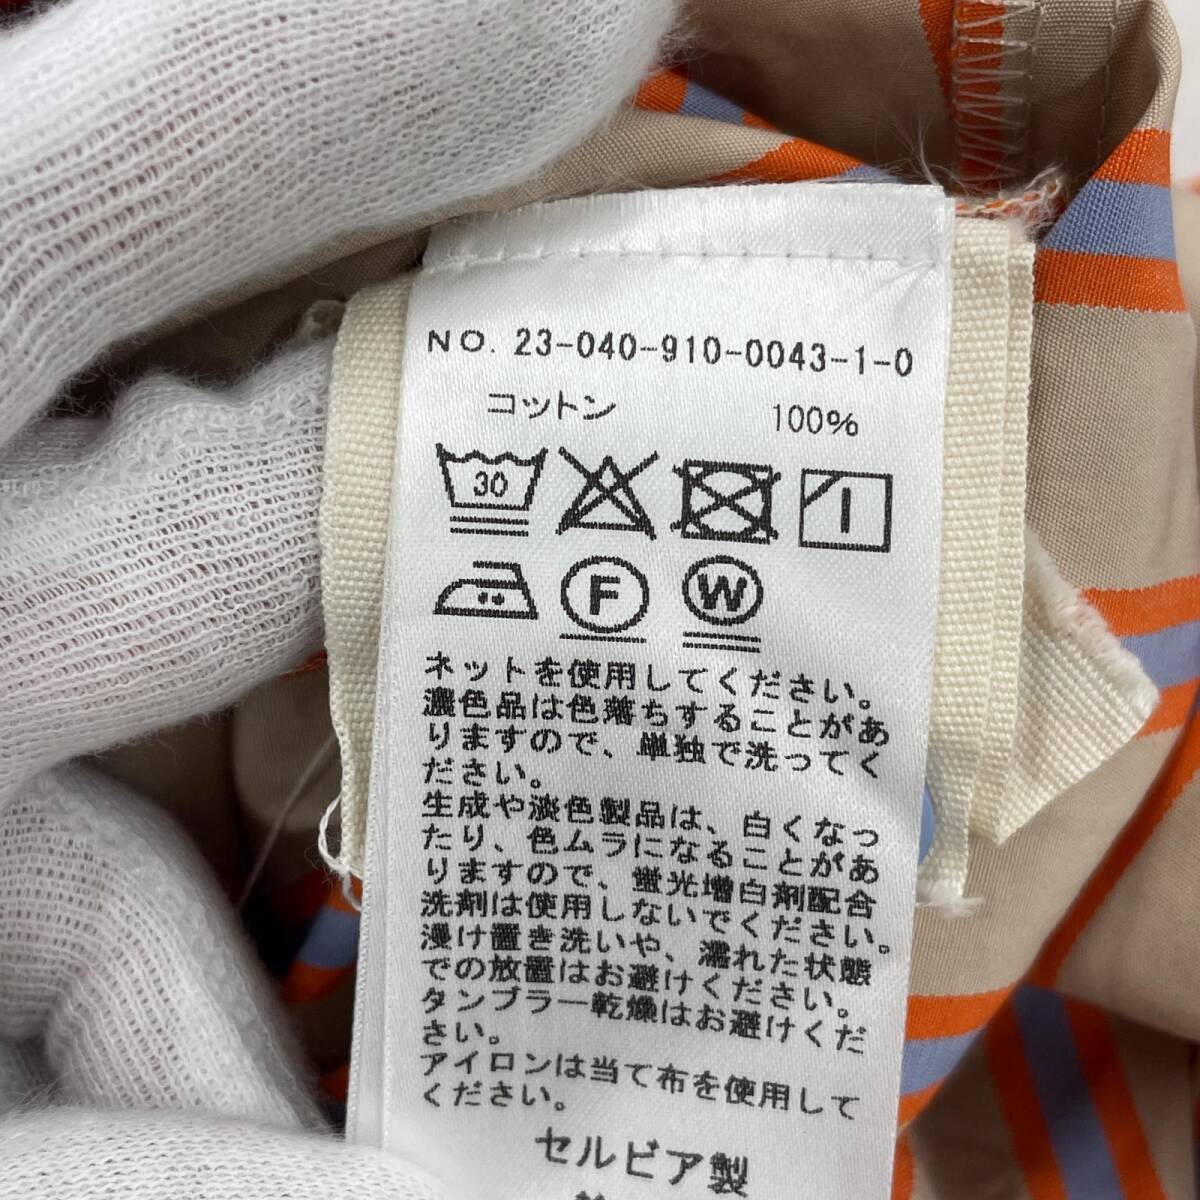 NO. 23-040-910-0043-1-0
コットン 100%
30
F W
ネットを使用してください。
濃色品は色落ちすることがあ
りますので、単独で洗ってく
ださい。
生成や淡色製品は、白くなっ
たり、色ムラになることがあ
りますので、蛍光増白剤配合
洗剤は使用しないでください。
浸け置き洗いや、濡れた状態
での放置はお避けください。
タンブラー乾燥はお避けくだ
さい。
アイロンは当て布を使用して
ください。
セルビア製